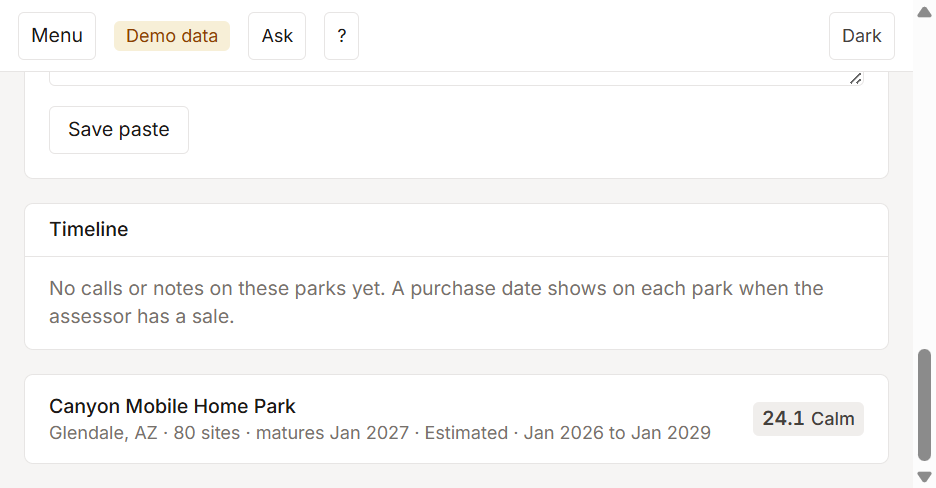 Menu
Demo data
Ask
?
Dark
Save paste
Timeline
No calls or notes on these parks yet. A purchase date shows on each park when the
assessor has a sale.
Canyon Mobile Home Park
Glendale, AZ · 80 sites · matures Jan 2027 · Estimated · Jan 2026 to Jan 2029
24.1 Calm